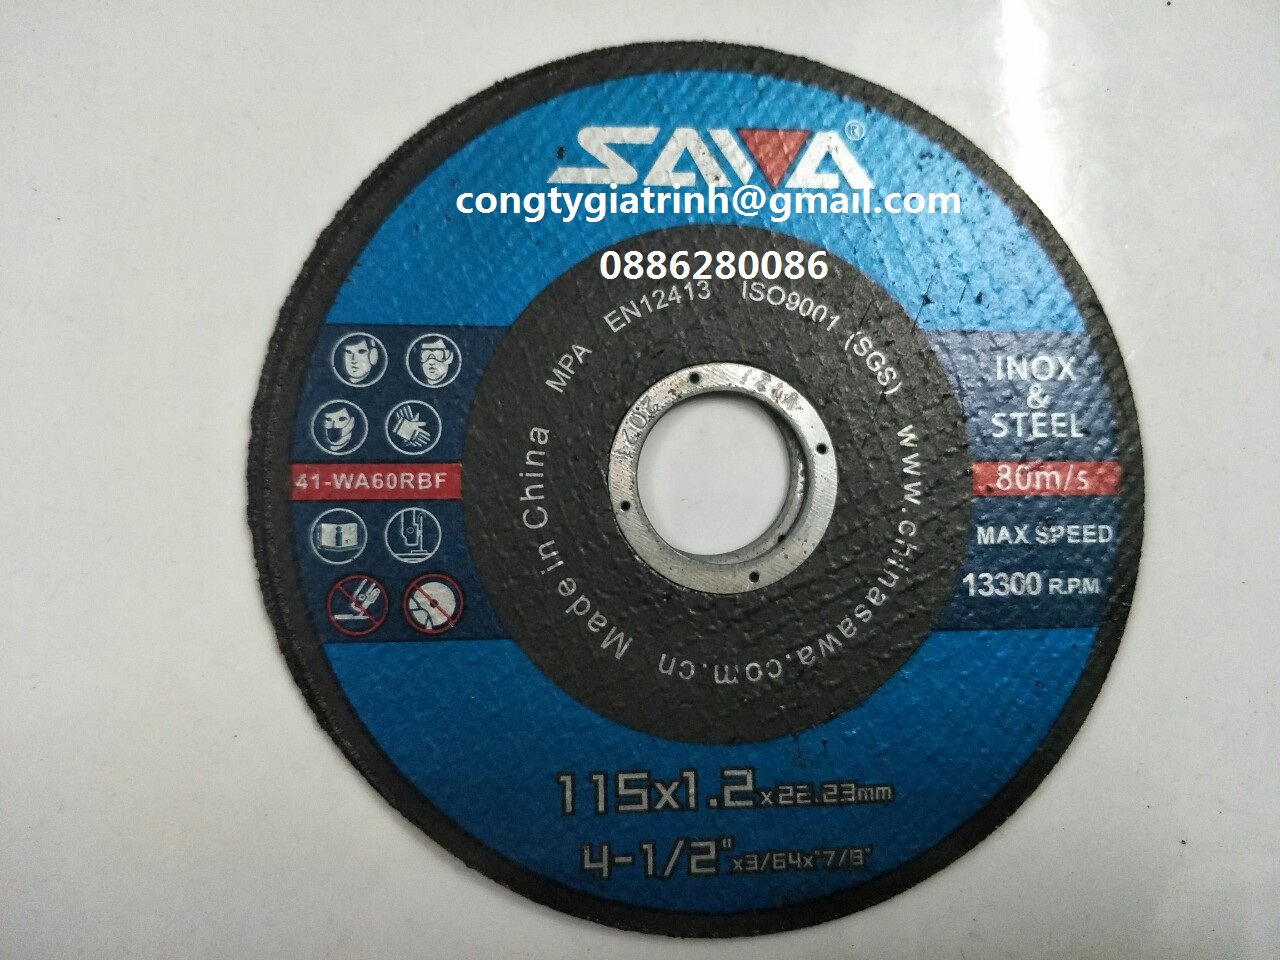 SAWA®
congtygiatrinh@gmail.com
0886280086
MPA EN12413 ISO9001 (SGS)
www.chinasawa.com.cn
Made in China
41-WA60RBF
INOX
&
STEEL
80m/s
MAX SPEED
13300 R.P.M
115x1.2x22.23mm
4-1/2"x3/64x"7/8"